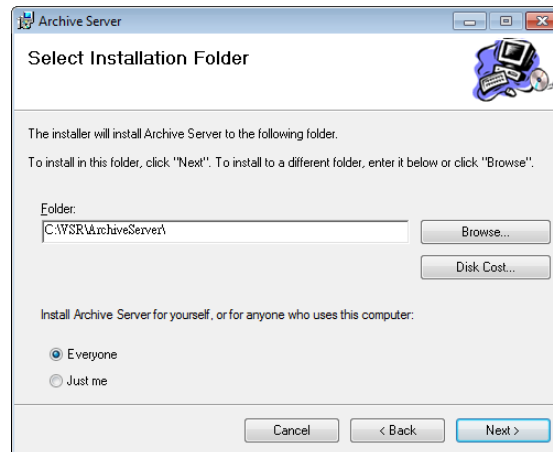 Archive Server
Select Installation Folder
The installer will install Archive Server to the following folder.
To install in this folder, click "Next". To install to a different folder, enter it below or click "Browse".
Folder:
C:\VSR\ArchiveServer\
Browse...
Disk Cost...
Install Archive Server for yourself, or for anyone who uses this computer:
Everyone
Just me
Cancel
< Back
Next >